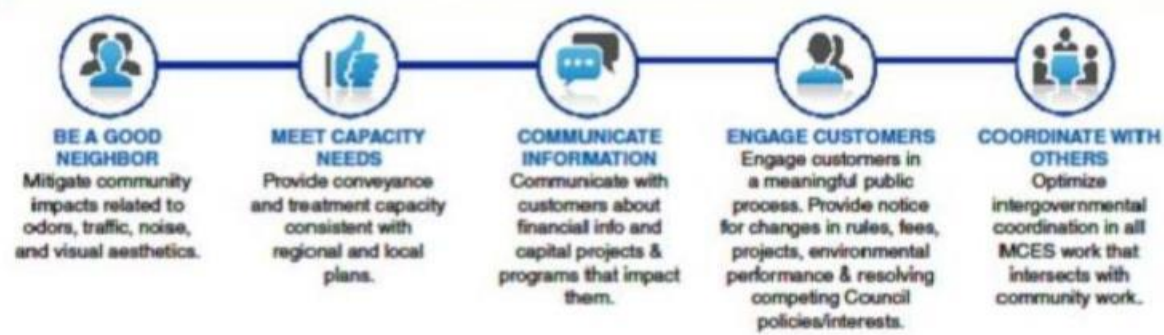 BE A GOOD
NEIGHBOR
Mitigate community
impacts related to
odors, traffic, noise,
and visual aesthetics.
MEET CAPACITY
NEEDS
Provide conveyance
and treatment capacity
consistent with
regional and local
plans.
COMMUNICATE
INFORMATION
Communicate with
customers about
financial info and
capital projects &
programs that impact
them.
ENGAGE CUSTOMERS
Engage customers in
a meaningful public
process. Provide notice
for changes in rules, fees,
projects, environmental
performance & resolving
competing Council
policies/interests.
COORDINATE WITH
OTHERS
Optimize
intergovernmental
coordination in all
MCES work that
intersects with
community work.